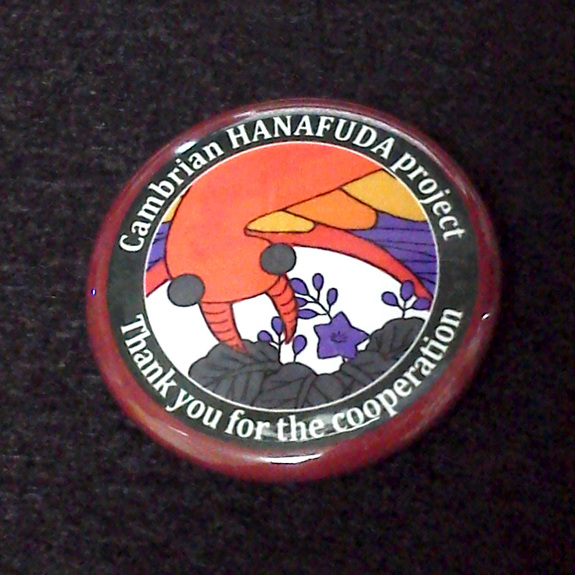 Cambrian HANAFUDA project
Thank you for the cooperation